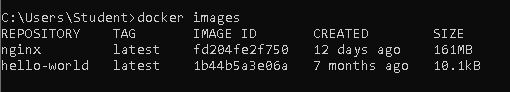 C:\Users\Student>docker images
REPOSITORY    TAG       IMAGE ID       CREATED        SIZE
nginx         latest    fd204fe2f750   12 days ago    161MB
hello-world   latest    1b44b5a3e06a   7 months ago   10.1kB